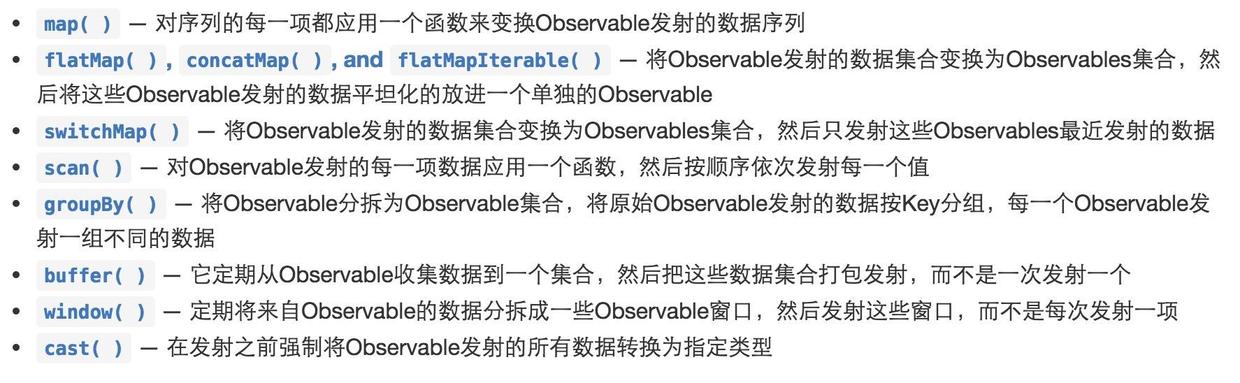 • map( ) — 对序列的每一项都应用一个函数来变换Observable发射的数据序列
• flatMap( ), concatMap( ), and flatMapIterable( ) — 将Observable发射的数据集合变换为Observables集合，然
后将这些Observable发射的数据平坦化的放进一个单独的Observable
• switchMap( ) — 将Observable发射的数据集合变换为Observables集合，然后只发射这些Observables最近发射的数据
• scan( ) — 对Observable发射的每一项数据应用一个函数，然后按顺序依次发射每一个值
• groupBy( ) — 将Observable分拆为Observable集合，将原始Observable发射的数据按Key分组，每一个Observable发
射一组不同的数据
• buffer( ) — 它定期从Observable收集数据到一个集合，然后把这些数据集合打包发射，而不是一次发射一个
• window( ) — 定期将来自Observable的数据分拆成一些Observable窗口，然后发射这些窗口，而不是每次发射一项
• cast( ) — 在发射之前强制将Observable发射的所有数据转换为指定类型